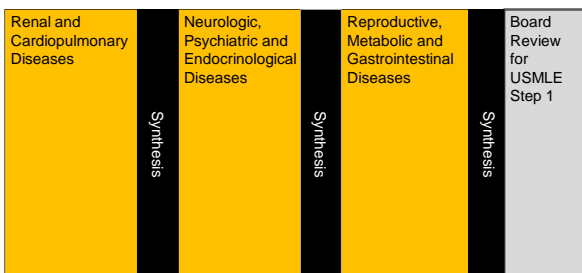 Renal and
Cardiopulmonary
Diseases
Synthesis
Neurologic,
Psychiatric and
Endocrinological
Diseases
Synthesis
Reproductive,
Metabolic and
Gastrointestinal
Diseases
Synthesis
Board
Review
for
USMLE
Step 1